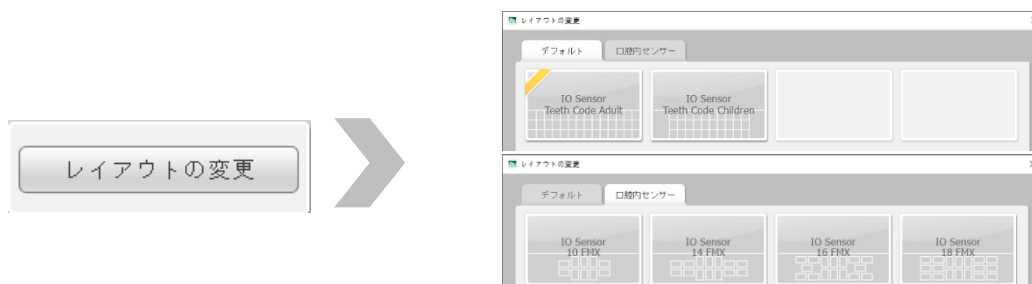 レイアウトの変更
レイアウトの変更
デフォルト
口腔内センサー
IO Sensor
Teeth Code Adult
IO Sensor
Teeth Code Children
レイアウトの変更
デフォルト
口腔内センサー
IO Sensor
10 FMX
IO Sensor
14 FMX
IO Sensor
16 FMX
IO Sensor
18 FMX